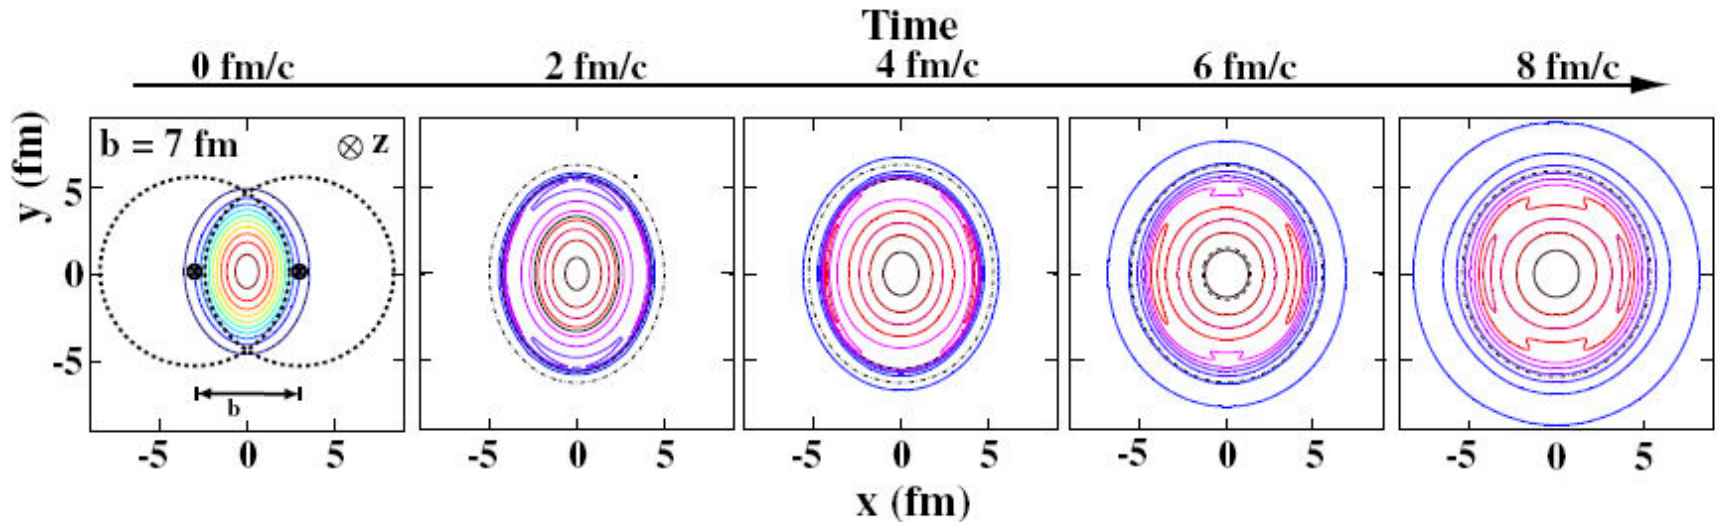 Time
0 fm/c 2 fm/c 4 fm/c 6 fm/c 8 fm/c
b = 7 fm ⊗ z
y (fm)
5
0
-5
b
-5 0 5 -5 0 5 -5 0 5 -5 0 5 -5 0 5
x (fm)